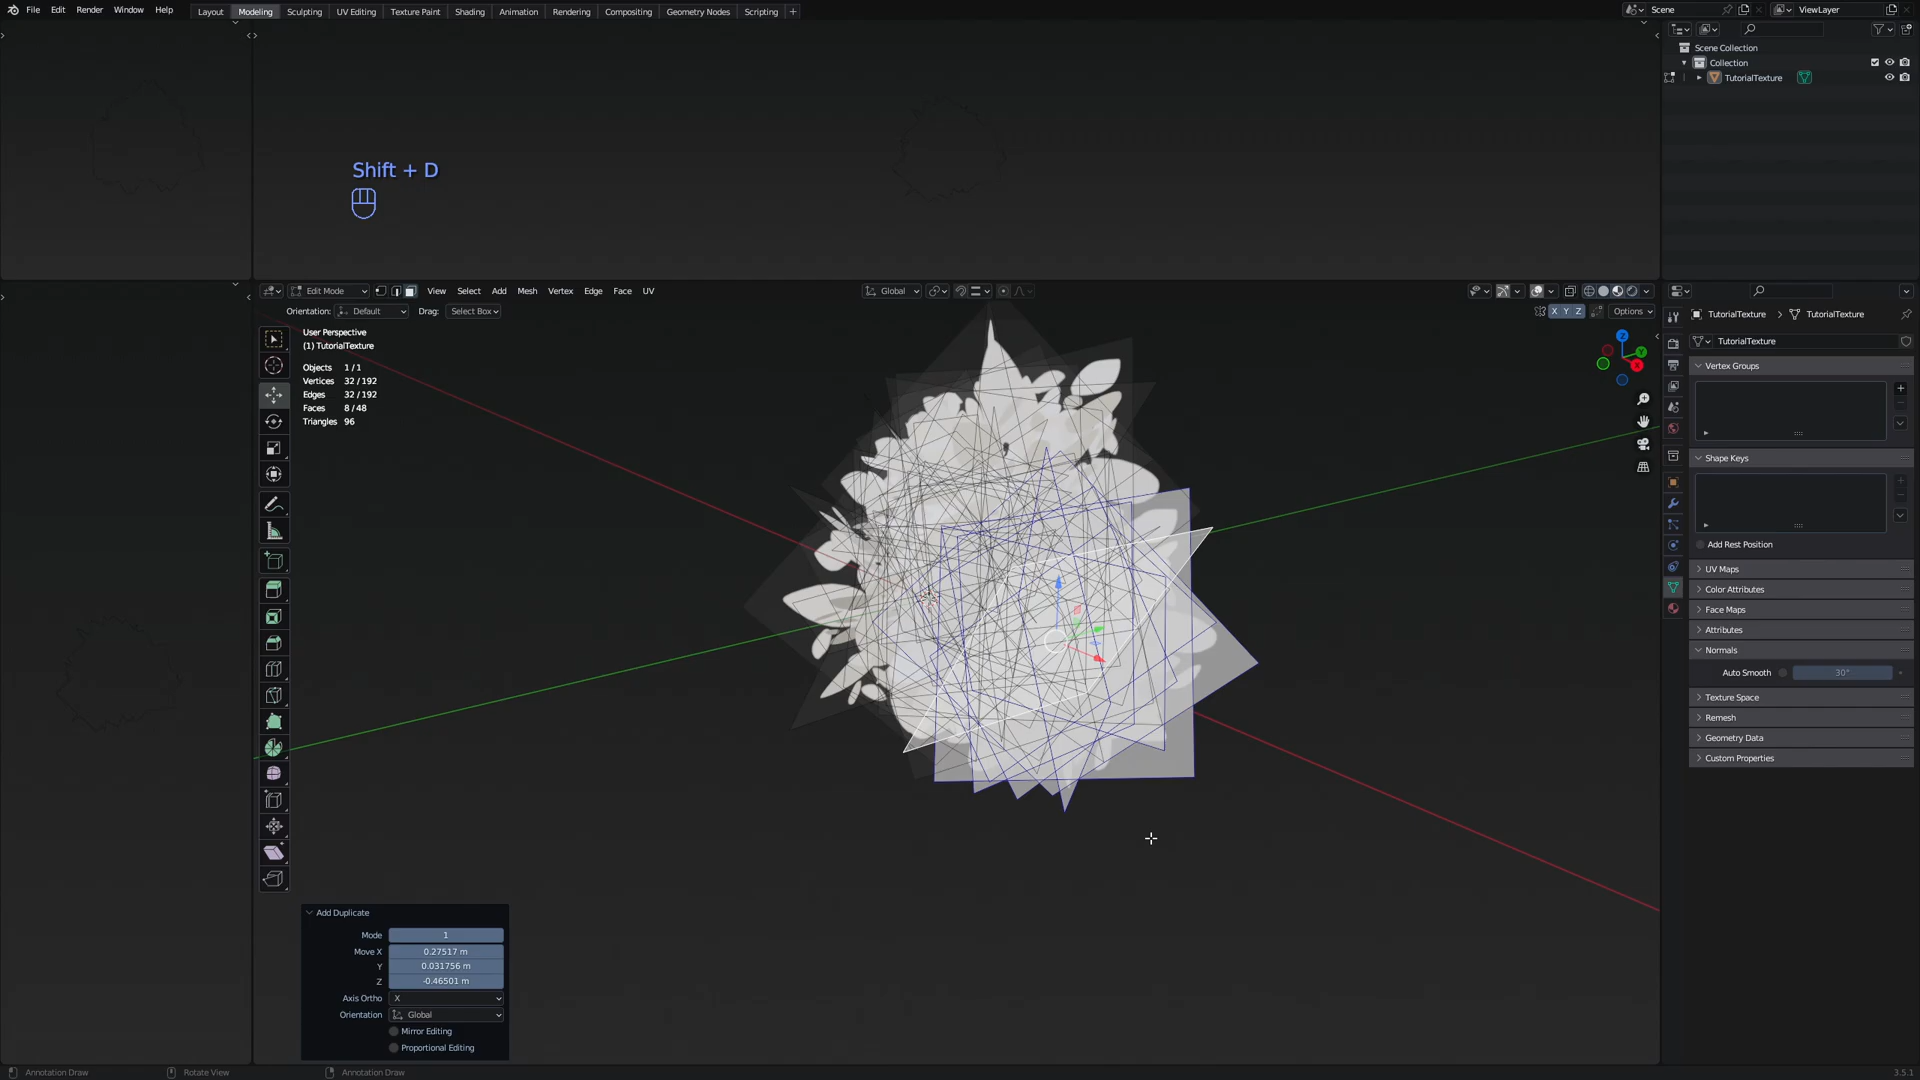 File Edit Render Window Help
Layout Modeling Sculpting UV Editing Texture Paint Shading Animation Rendering Compositing Geometry Nodes Scripting +
Scene
ViewLayer
Scene Collection
Collection
TutorialTexture
Shift + D
Edit Mode
View Select Add Mesh Vertex Edge Face UV
Global
Orientation: Default Drag: Select Box
X Y Z Options
User Perspective
(1) TutorialTexture
Objects 1/1
Vertices 32/192
Edges 32/192
Faces 8/48
Triangles 96
Z
Y
X
TutorialTexture > TutorialTexture
TutorialTexture
Vertex Groups
Shape Keys
Add Rest Position
UV Maps
Color Attributes
Face Maps
Attributes
Normals
Auto Smooth 30°
Texture Space
Remesh
Geometry Data
Custom Properties
Add Duplicate
Mode 1
Move X 0.27517 m
Y 0.031756 m
Z -0.46501 m
Axis Ortho X
Orientation Global
Mirror Editing
Proportional Editing
Annotation Draw Rotate View Annotation Draw
3.5.1